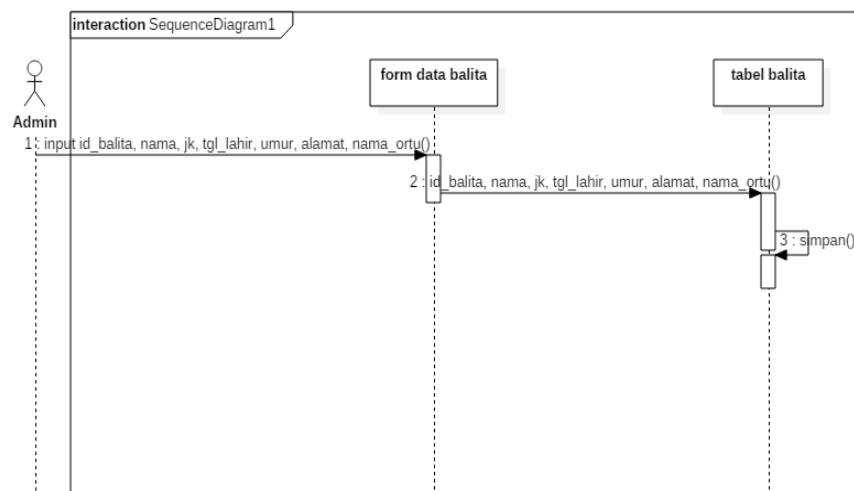 interaction SequenceDiagram1
form data balita
tabel balita
Admin
1 : input id_balita, nama, jk, tgl_lahir, umur, alamat, nama_ortu()
2 : id_balita, nama, jk, tgl_lahir, umur, alamat, nama_ortu()
3 : simpan()